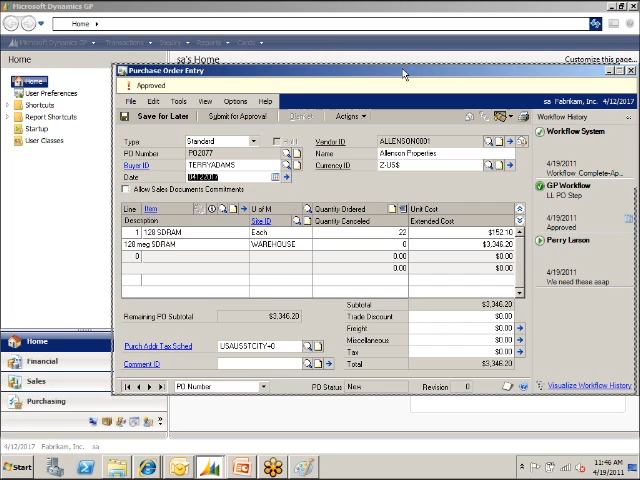 Microsoft Dynamics GP
Home
Microsoft Dynamics GP Transactions Inquiry Reports Cards
Home
sa's Home
Customize this page...
Home
User Preferences
Shortcuts
Report Shortcuts
Startup
User Classes
Purchase Order Entry
Approved
File Edit Tools View Options Help
sa Fabrikam, Inc. 4/12/2017
Save for Later Submit for Approval Actions
Workflow History
Type Standard Hold
Vendor ID ALLENSON0001
PO Number PO2077
Name Allenson Properties
Buyer ID TERRYADAMS
Currency ID Z-US$
Date 04/12/2017
Allow Sales Documents Commitments
Line Item U of M Quantity Ordered Unit Cost
Description Site ID Quantity Canceled Extended Cost
1 128 SDRAM Each 22 $152.10
128 meg SDRAM WAREHOUSE 0 $3,346.20
0 0.00 $0.00
0.00 $0.00
Subtotal $3,346.20
Remaining PO Subtotal $3,346.20
Trade Discount $0.00
Freight $0.00
Miscellaneous $0.00
Purch Addr Tax Sched USAUSSTCITY+0
Tax $0.00
Comment ID
Total $3,346.20
PO Number
PO Status New
Revision 0
Workflow System
4/19/2011
Workflow Complete-Ap...
GP Workflow
LL PO Step
4/19/2011
Approved
Perry Larson
4/19/2011
We need these asap
Visualize Workflow History
Home
Financial
Sales
Purchasing
4/12/2017 Fabrikam, Inc. sa
Start
11:46 AM
4/19/2011